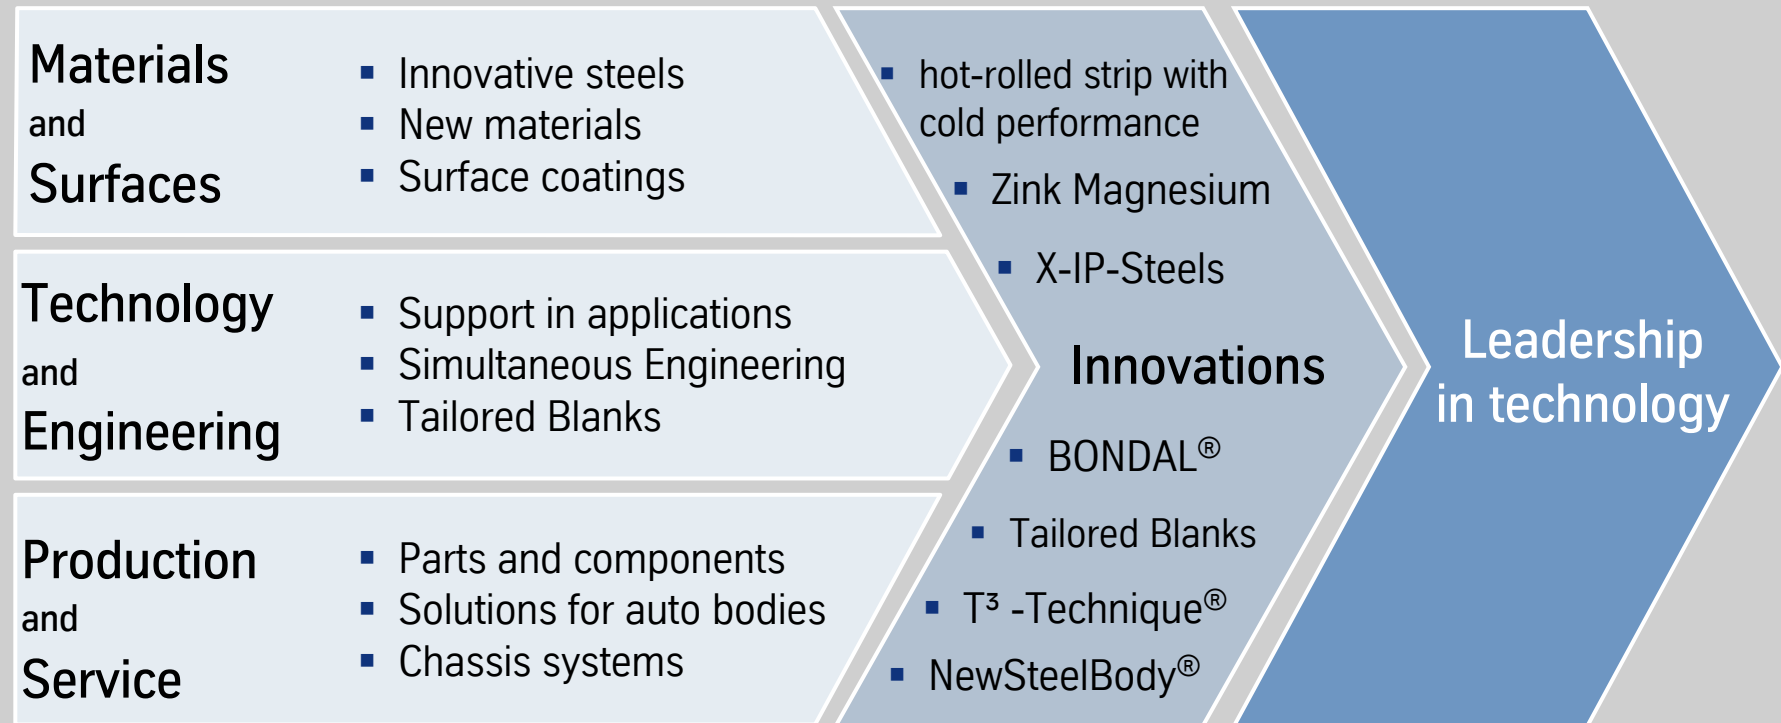 Materials
and
Surfaces
▪ Innovative steels
▪ New materials
▪ Surface coatings
Technology
and
Engineering
▪ Support in applications
▪ Simultaneous Engineering
▪ Tailored Blanks
Production
and
Service
▪ Parts and components
▪ Solutions for auto bodies
▪ Chassis systems
▪ hot-rolled strip with
cold performance
▪ Zink Magnesium
▪ X-IP-Steels
Innovations
▪ BONDAL®
▪ Tailored Blanks
▪ T³ -Technique®
▪ NewSteelBody®
Leadership
in technology